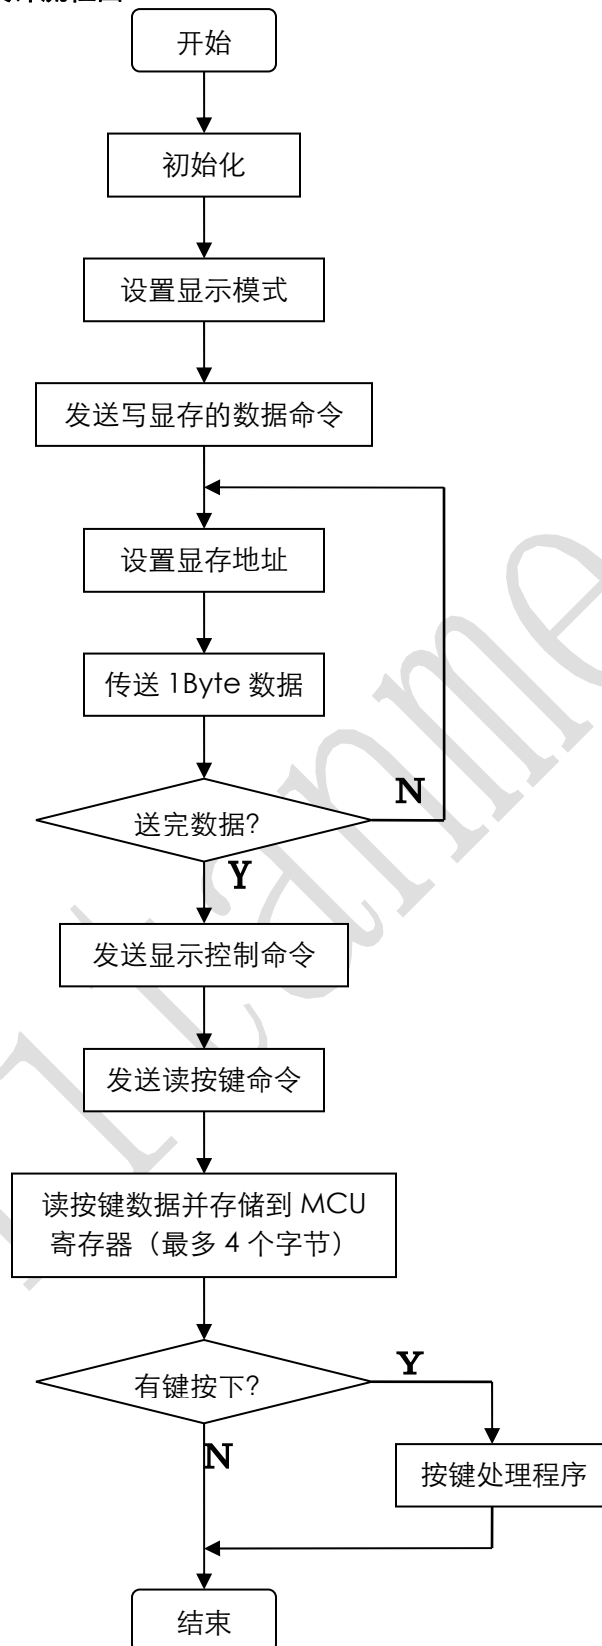 开始
初始化
设置显示模式
发送写显存的数据命令
设置显存地址
传送 1Byte 数据
N
送完数据?
Y
发送显示控制命令
发送读按键命令
读按键数据并存储到 MCU
寄存器（最多 4 个字节）
Y
有键按下?
N
按键处理程序
结束